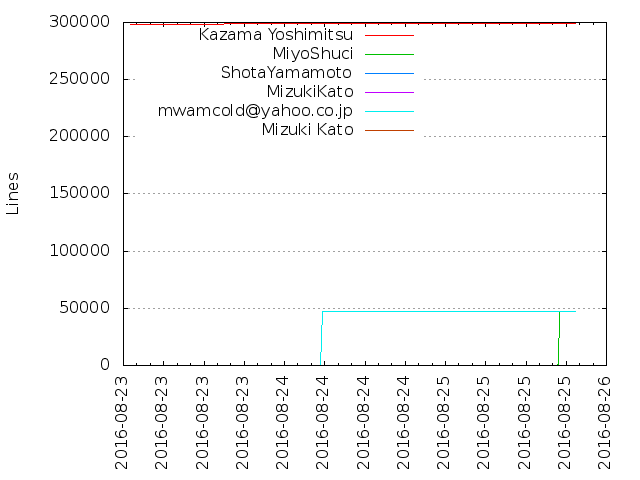 300000
Kazama Yoshimitsu
MiyoShuci
250000
ShotaYamamoto
MizukiKato
mwamcold@yahoo.co.jp
200000
Mizuki Kato
Lines
150000
100000
50000
0
2016-08-23
2016-08-23
2016-08-23
2016-08-23
2016-08-24
2016-08-24
2016-08-24
2016-08-24
2016-08-25
2016-08-25
2016-08-25
2016-08-25
2016-08-26